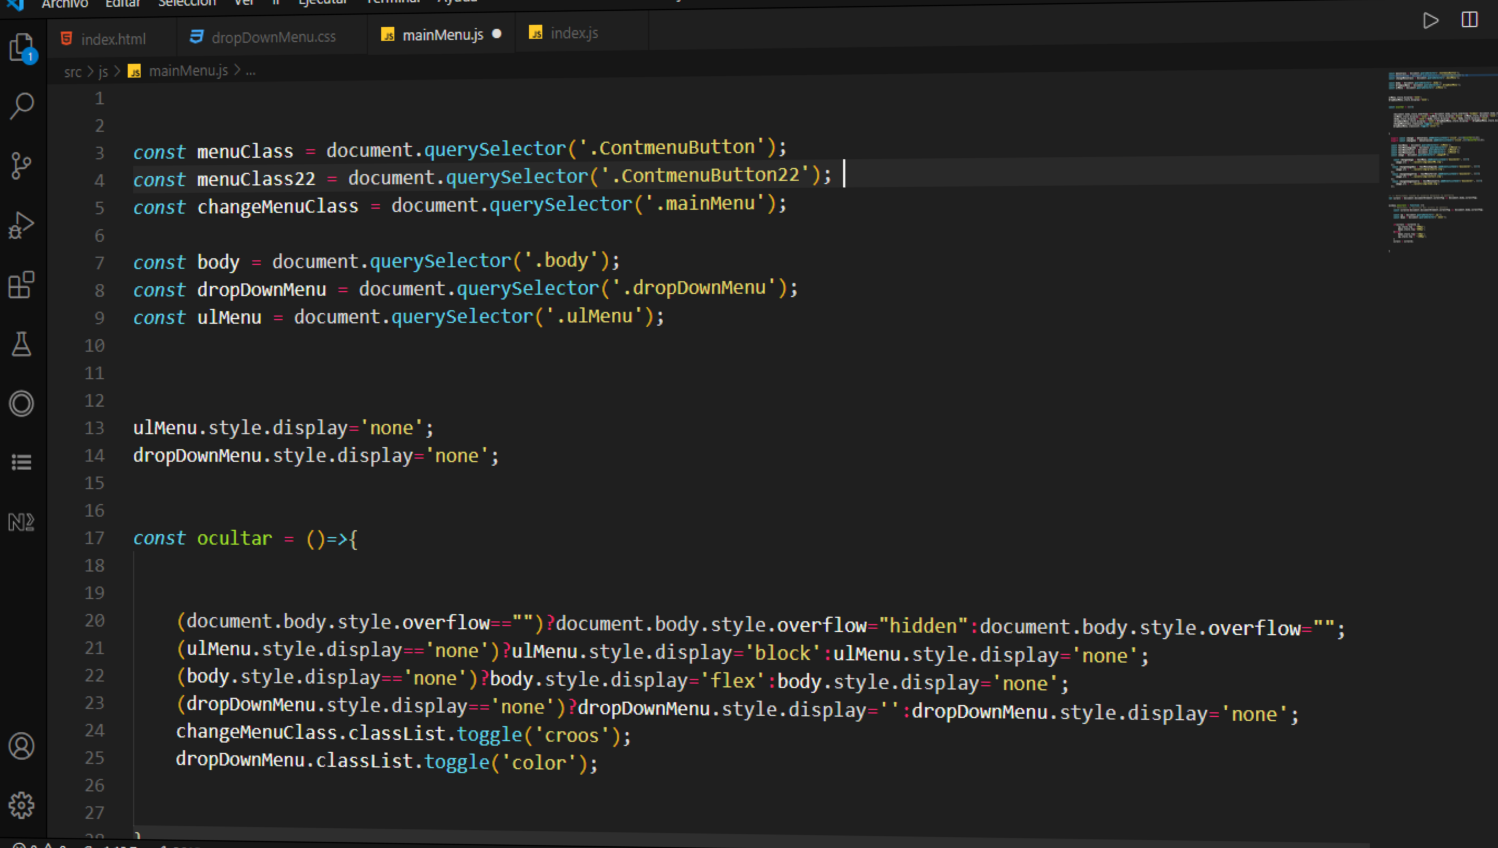 Archivo Editar Selección Ver Ir Ejecutar Terminal Ayuda
index.html dropDownMenu.css mainMenu.js index.js
src > js > JS mainMenu.js > ...
1
2
3 const menuClass = document.querySelector('.ContmenuButton');
4 const menuClass22 = document.querySelector('.ContmenuButton22');
5 const changeMenuClass = document.querySelector('.mainMenu');
6
7 const body = document.querySelector('.body');
8 const dropDownMenu = document.querySelector('.dropDownMenu');
9 const ulMenu = document.querySelector('.ulMenu');
10
11
12
13 ulMenu.style.display='none';
14 dropDownMenu.style.display='none';
15
16
17 const ocultar = ()=>{
18
19
20 (document.body.style.overflow=="")?document.body.style.overflow="hidden":document.body.style.overflow="";
21 (ulMenu.style.display=='none')?ulMenu.style.display='block':ulMenu.style.display='none';
22 (body.style.display=='none')?body.style.display='flex':body.style.display='none';
23 (dropDownMenu.style.display=='none')?dropDownMenu.style.display='':dropDownMenu.style.display='none';
24 changeMenuClass.classList.toggle('croos');
25 dropDownMenu.classList.toggle('color');
26
27
28 }